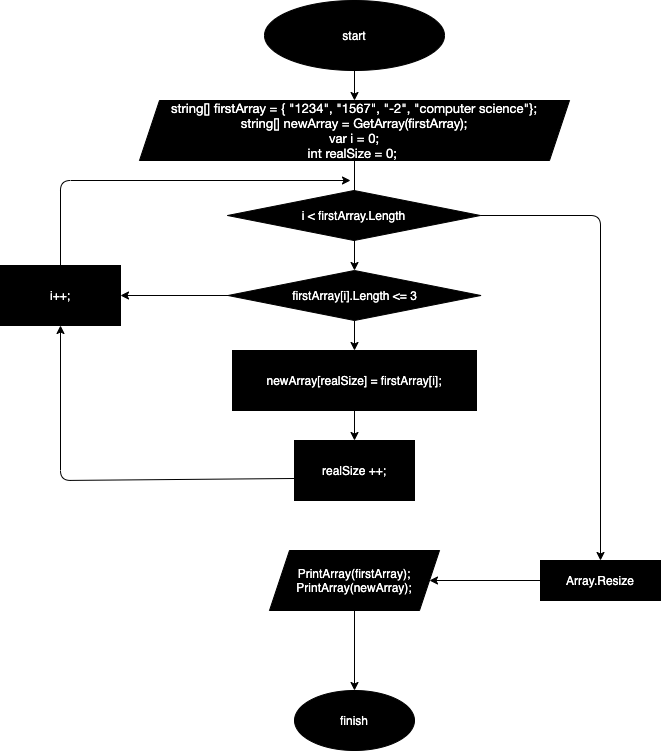 start
string[] firstArray = { "1234", "1567", "-2", "computer science"};
string[] newArray = GetArray(firstArray);
var i = 0;
int realSize = 0;
i < firstArray.Length
i++;
firstArray[i].Length <= 3
newArray[realSize] = firstArray[i];
realSize ++;
PrintArray(firstArray);
PrintArray(newArray);
Array.Resize
finish